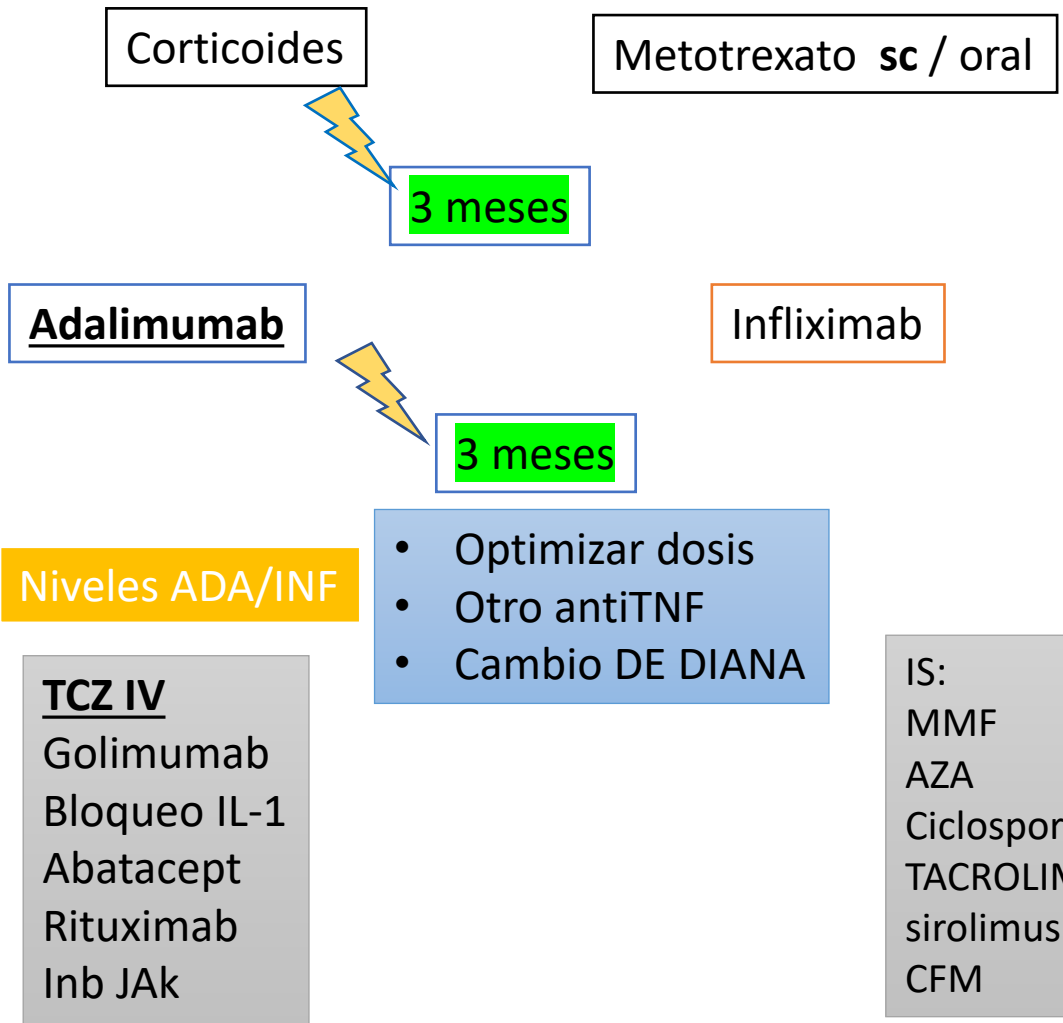 Corticoides
Metotrexato sc / oral
3 meses
Adalimumab
Infliximab
3 meses
Niveles ADA/INF
• Optimizar dosis
• Otro antiTNF
• Cambio DE DIANA
TCZ IV
Golimumab
Bloqueo IL-1
Abatacept
Rituximab
Inb JAk
IS:
MMF
AZA
Ciclospor
TACROLIM
sirolimus
CFM